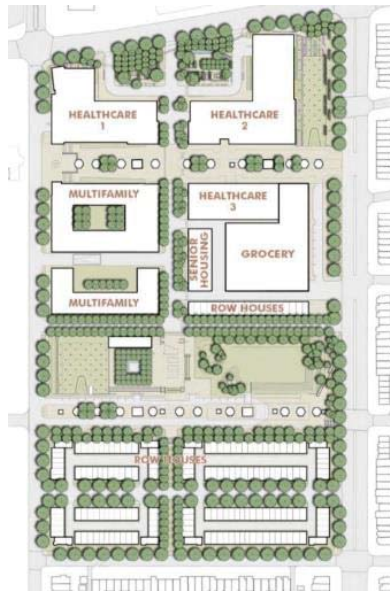 HEALTHCARE
1
HEALTHCARE
2
MULTIFAMILY
HEALTHCARE
3
SENIOR
HOUSING
GROCERY
MULTIFAMILY
ROW HOUSES
ROW HOUSES